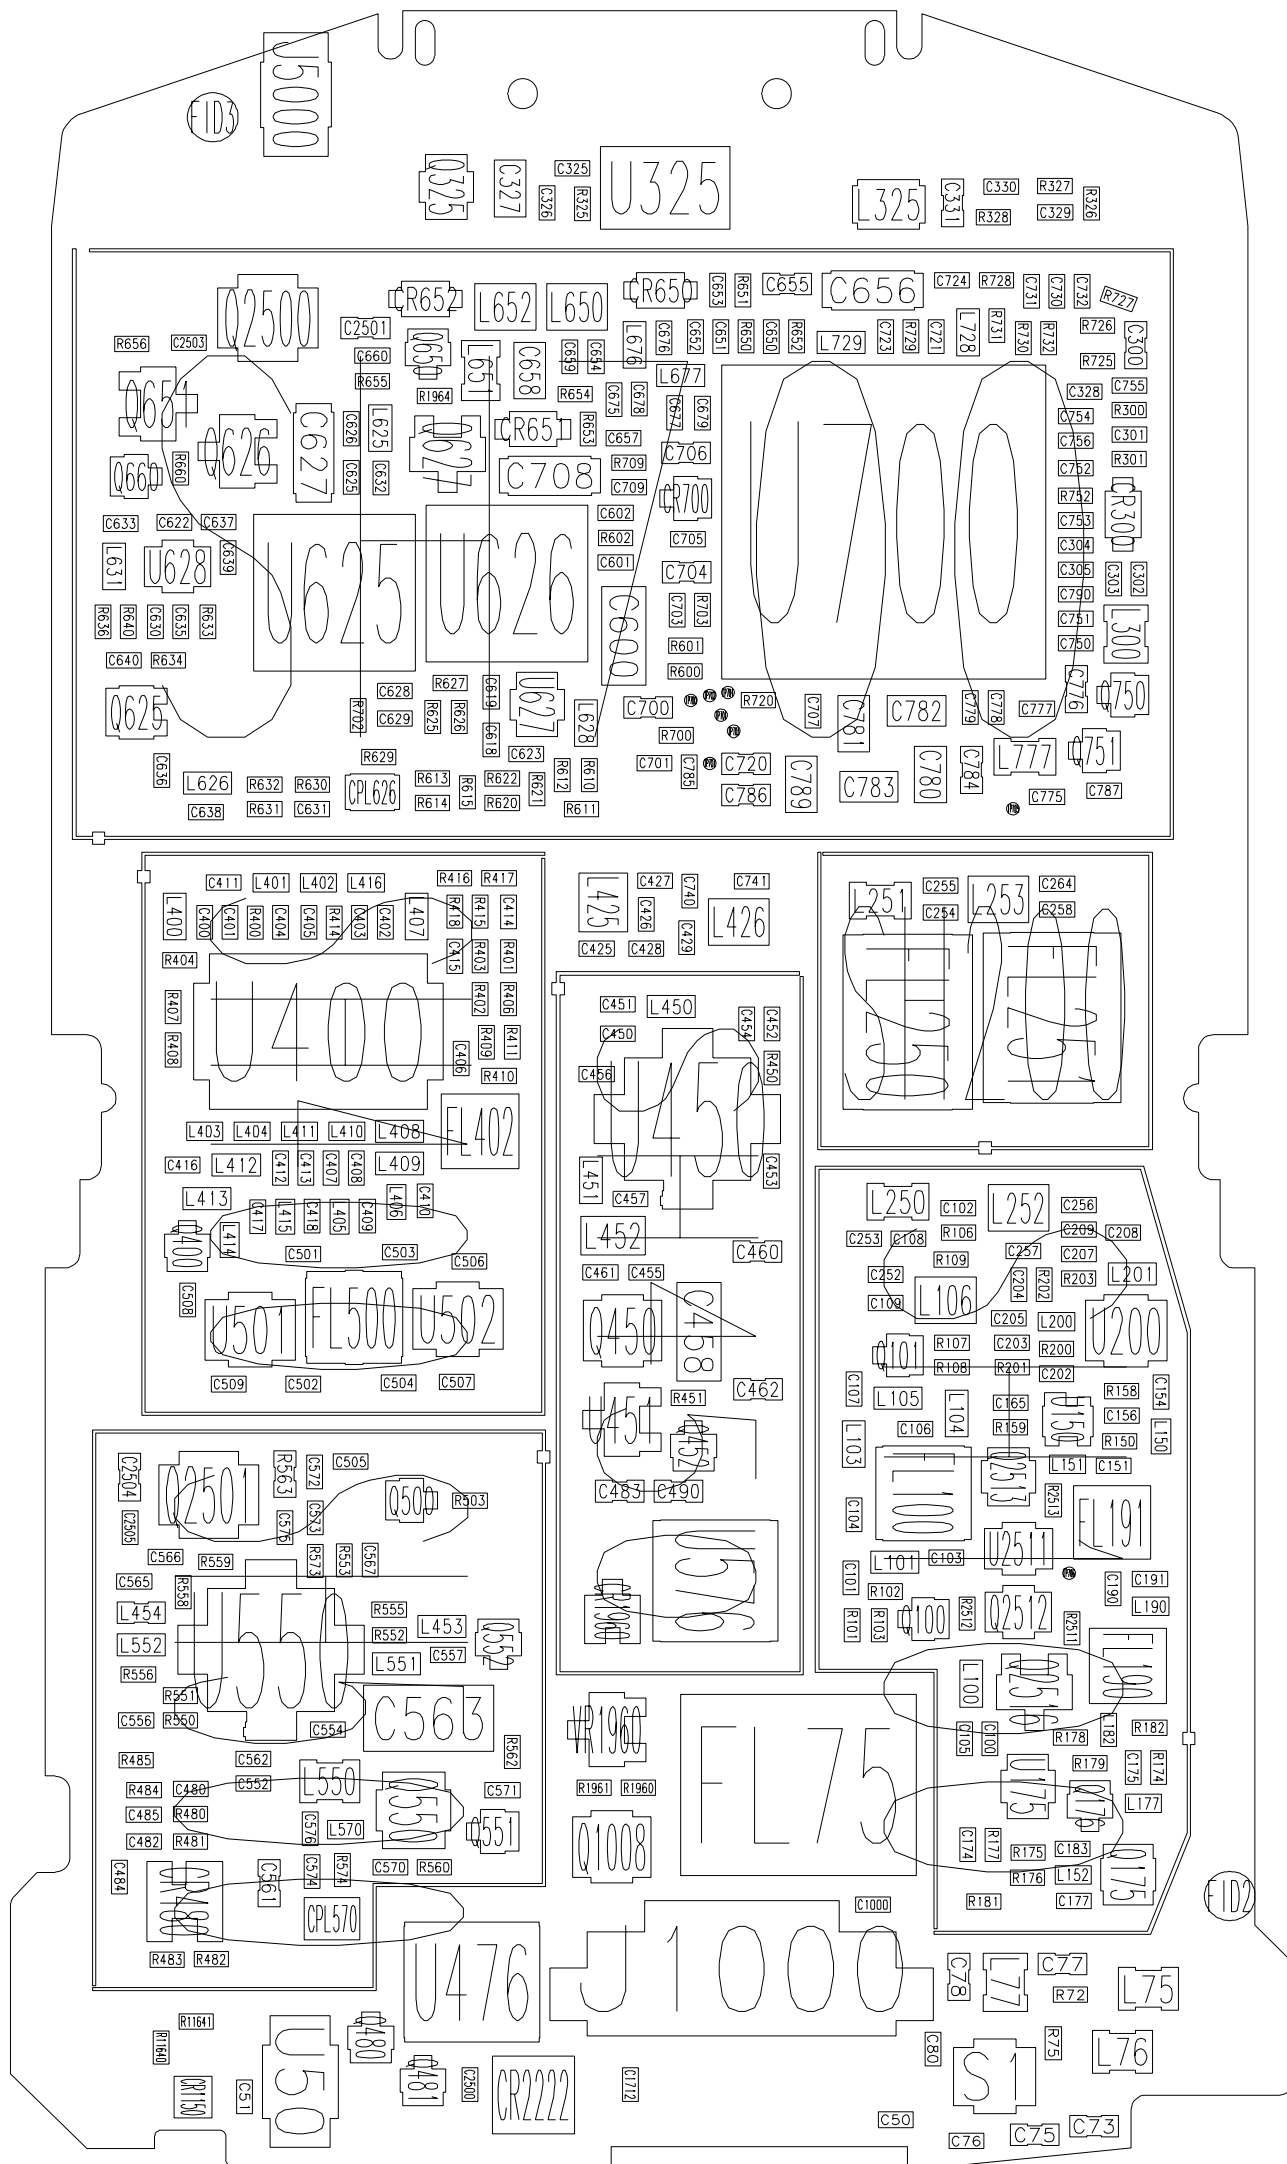 U5000
FID3
Q325 C327 C326 C325 R325 U325 L325 C331 C330 R328 R327 C329 R326
Q2500 C2501 CR652 L652 L650 CR650 C653 R651 C655 C656 C724 R728 C731 C730 C732 R727
R656 C2503 C660 R655 Q650 L651 C658 C659 C654 L676 C676 C652 C651 R650 C650 R652 L729 C723 R729 C721 L728 R731 R730 R732 R726 R725 C300
Q651 R1964 R654 C675 C678 L677 C677 C679 C328 C755 R300
Q626 C627 C626 L625 Q627 CR651 R653 C657 C706 U700 C754 C756 C301 R301
Q660 R660 C625 C632 C708 R709 C709 CR700 C752 R752 CR300
C633 C622 C637 C602 R602 C705 C753 C304
L631 U628 C639 U625 U626 C601 C704 C305 C303 C302
R636 R640 C630 C635 R633 C600 C703 R703 C790 C751 L300
C640 R634 R601 R600 C750
Q625 R702 C628 C629 R627 R625 R626 C619 C618 U627 L628 C700 R720 C707 C781 C782 C779 C778 C777 C776 Q750
C636 R629 C623 R700 C701 C785 C720 C789 C783 C780 C784 L777 Q751
L626 R632 R630 CPL626 R613 R622 R612 R610
C638 R631 C631 R614 R615 R620 R621 R611 C786 C775 C787
C411 L401 L402 L416 R416 R417 L425 C427 C740 C741 L251 C255 L253 C264
L400 C400 C401 R400 C404 C405 R414 C403 C402 L407 R418 R415 C414 C426 L426 C254 C258
R404 C415 R403 R401 C425 C428 C429
U400 R407 R408 R402 R406 R409 R411 C406 R410 FL250 FL251
C451 L450 C450 C454 C452 C456 U450 R450
L403 L404 L411 L410 L408 FL402
C416 L412 C412 C413 C407 C408 L409 L451 C453
L413 C417 L415 C418 L405 C409 L406 C410 C457 L250 C102 L252 C256
Q400 L414 C501 C503 C506 L452 C460 C253 C108 R106 C209 C208
C461 C455 R109 C257 C207
C508 C252 C109 L106 C204 R202 R203 L201
U501 FL500 U502 Q450 C458 C205 L200 U200
Q101 R107 C203 R200
C509 C502 C504 C507 R451 C462 C107 R108 R201 C202 R158 C154
U451 Q452 L105 L104 C165 U150 C156
L103 C106 R159 R150 L150
C2504 Q2501 R563 C572 C505 Q500 R503 C483 C490 FL100 Q2513 L151 C151
C2505 C575 C573 C104 R2513 FL191
C566 R559 R573 R553 C567 U576 L101 C103 U2511
C565 R558 C101 R102 C190 C191
L454 U550 R555 L453 Q552 CR1960 R101 R103 Q100 R2512 Q2512 R2511 L190
L552 R552 C557
R556 L551 L100 Q2511 FL190
R551 C563
C556 R550 C554 VR1960 FL75 C105 C100 R178 L182 R182
R485 C562 R562 R179 C175 R174
R484 C480 C552 L550 Q550 C571 R1961 R1960 U175 Q176 L177
C485 R480 C576 L570 Q551 Q1008
C482 R481 C174 R177 R175 C183
C484 CR481 C561 C574 R574 C570 R560 R176 L152 Q175
CPL570 C1000 R181 C177 FID2
R483 R482 U476 J1000 C78 L77 C77 R72 L75
R11641 U50 Q480 C80 R75 L76
R11640 CR1150 C51 Q481 C2500 CR2222 C1712 S1
C50 C76 C75 C73